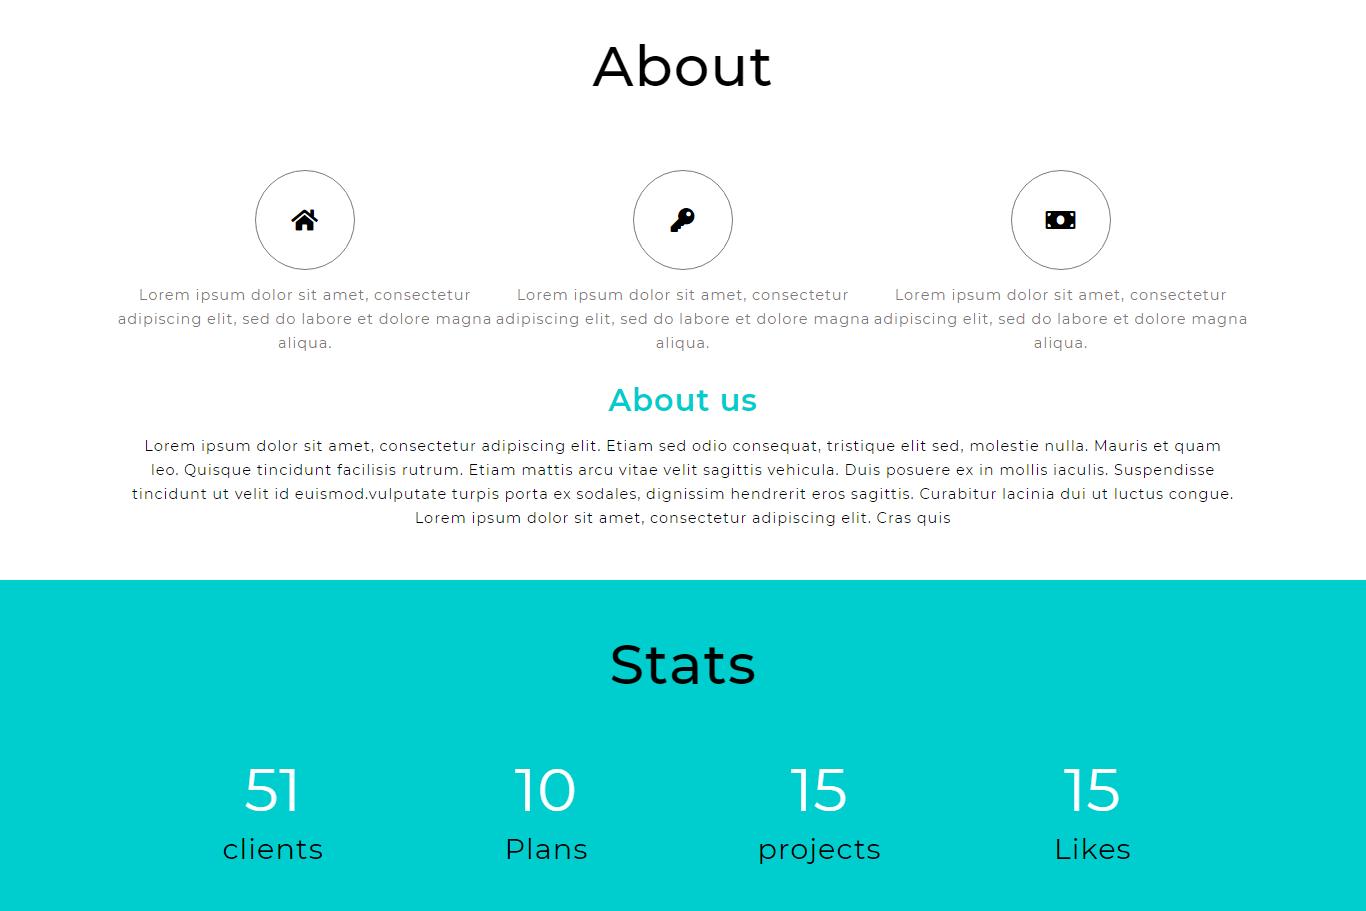 About
Lorem ipsum dolor sit amet, consectetur
adipiscing elit, sed do labore et dolore magna
aliqua.
Lorem ipsum dolor sit amet, consectetur
adipiscing elit, sed do labore et dolore magna
aliqua.
Lorem ipsum dolor sit amet, consectetur
adipiscing elit, sed do labore et dolore magna
aliqua.
About us
Lorem ipsum dolor sit amet, consectetur adipiscing elit. Etiam sed odio consequat, tristique elit sed, molestie nulla. Mauris et quam
leo. Quisque tincidunt facilisis rutrum. Etiam mattis arcu vitae velit sagittis vehicula. Duis posuere ex in mollis iaculis. Suspendisse
tincidunt ut velit id euismod.vulputate turpis porta ex sodales, dignissim hendrerit eros sagittis. Curabitur lacinia dui ut luctus congue.
Lorem ipsum dolor sit amet, consectetur adipiscing elit. Cras quis
Stats
51
clients
10
Plans
15
projects
15
Likes